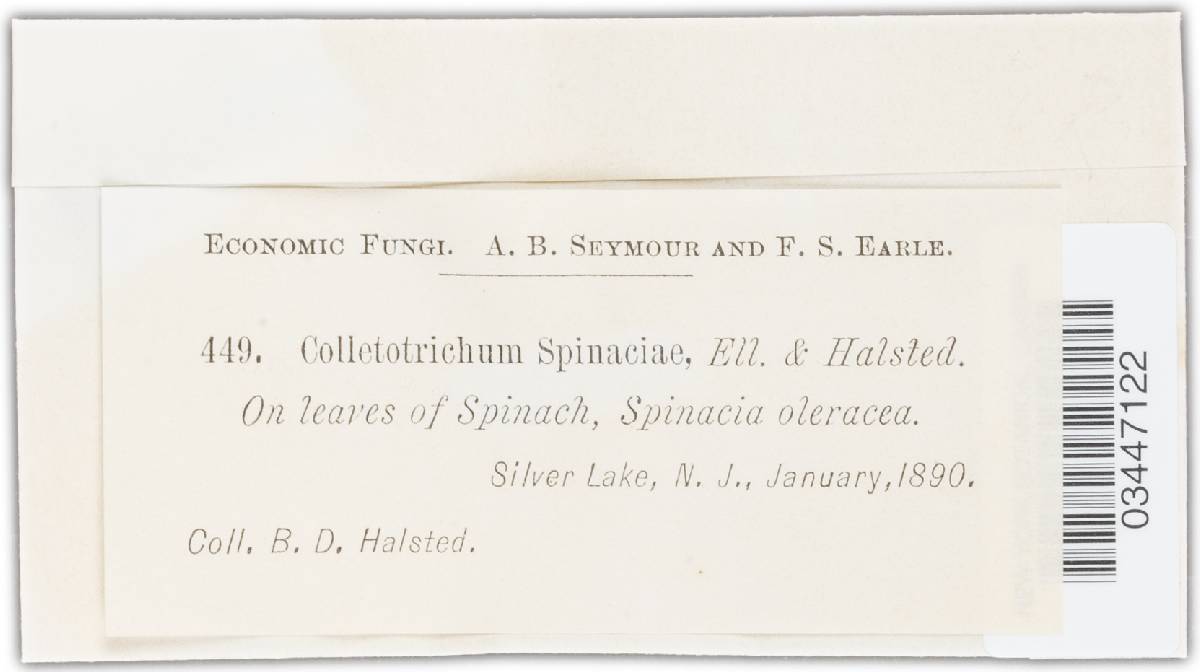 Economic Fungi. A. B. Seymour and F. S. Earle.
449. Colletotrichum Spinaciae, Ell. & Halsted.
On leaves of Spinach, Spinacia oleracea.
Silver Lake, N. J., January, 1890.
Coll. B. D. Halsted.
03447122